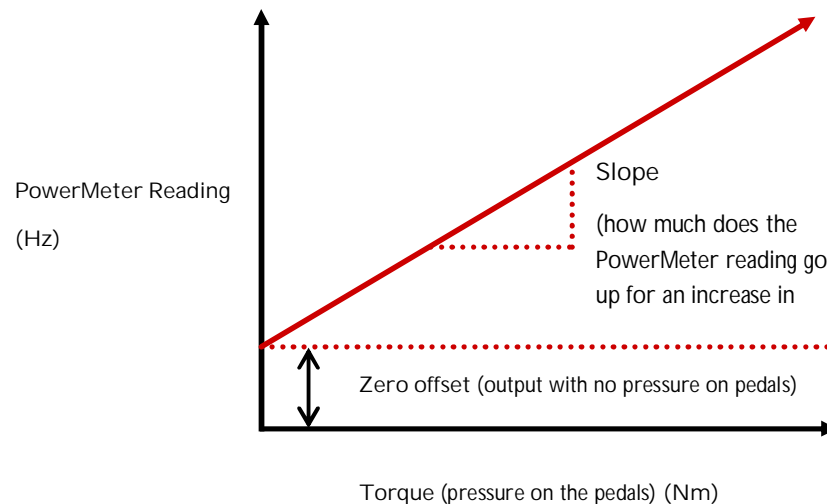 PowerMeter Reading
(Hz)
Slope
(how much does the
PowerMeter reading go
up for an increase in
Zero offset (output with no pressure on pedals)
Torque (pressure on the pedals) (Nm)